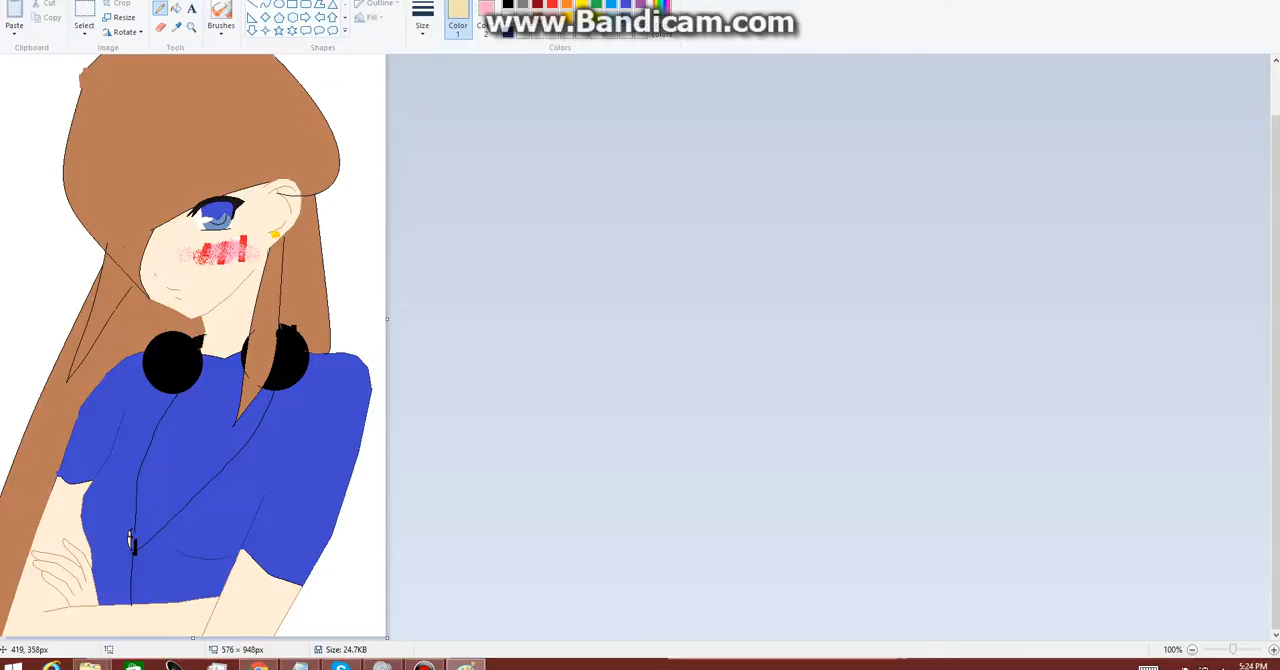 Cut
Copy
Paste
Crop
Resize
Rotate
Select
A
Brushes
Outline
Fill
Size
Color
1
2
www.Bandicam.com
Clipboard
Image
Tools
Shapes
Colors
419, 358px
576 × 948px
Size: 24.7KB
100%
5:24 PM